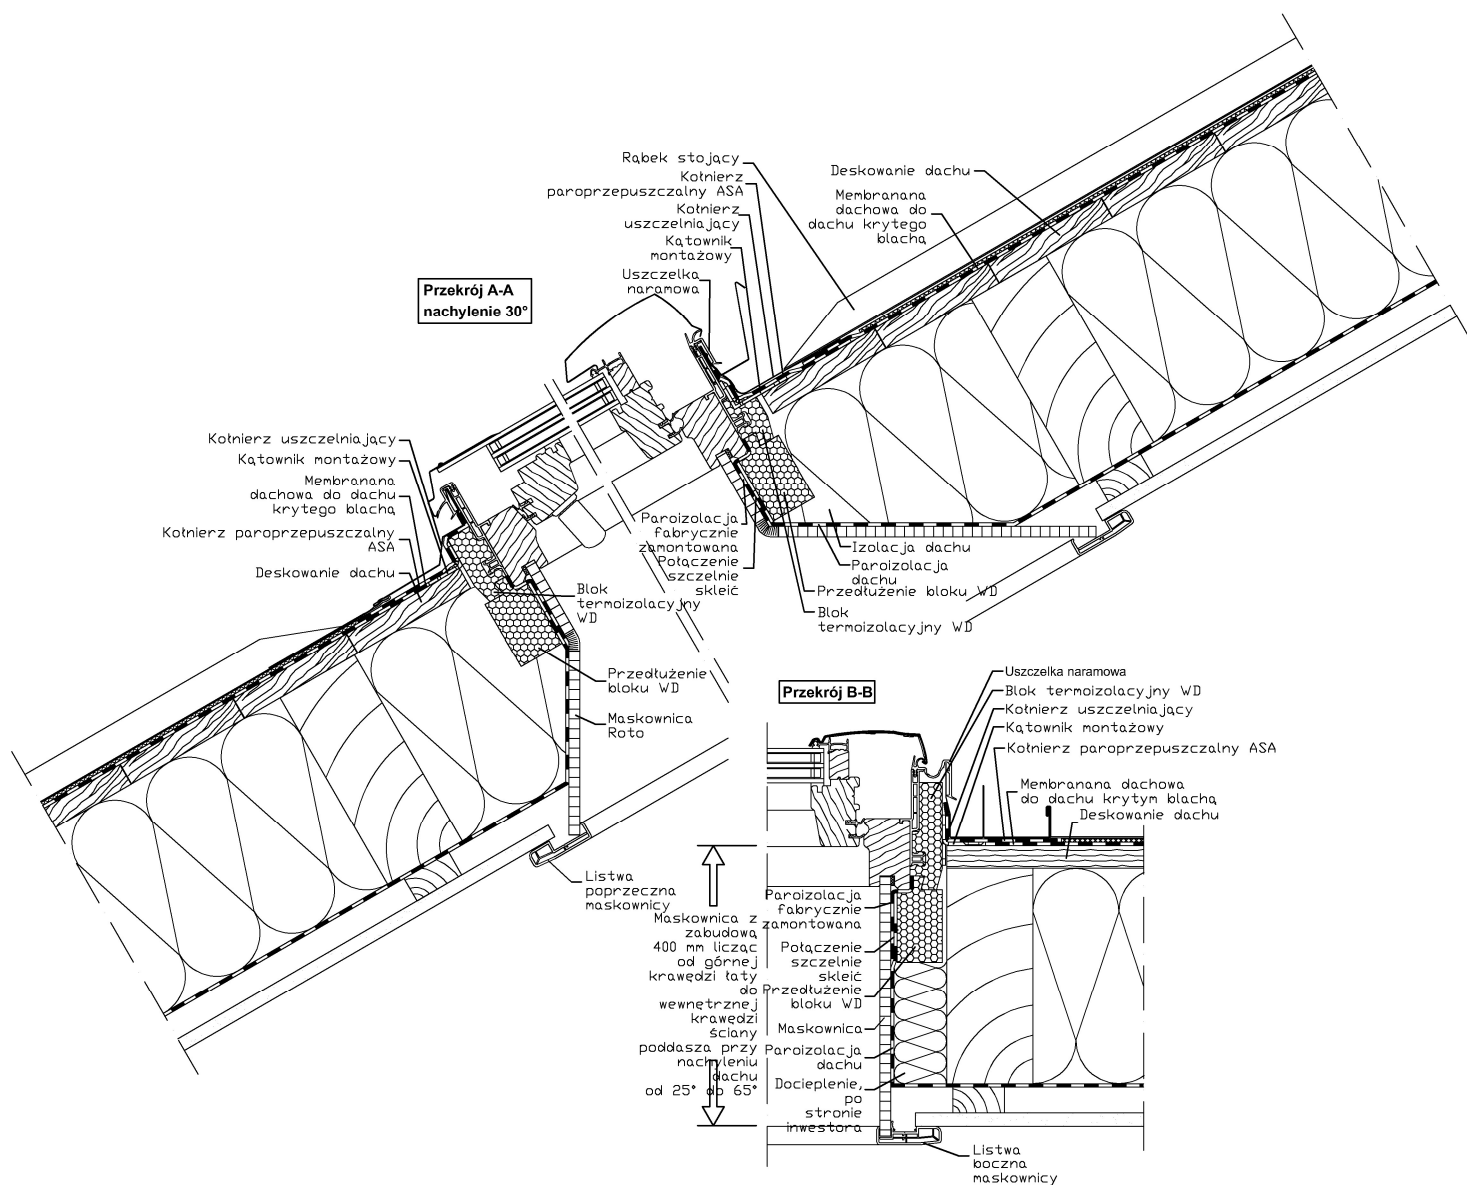 Rąbek stojący
Kołnierz
paroprzepuszczalny ASA
Kołnierz
uszczelniający
Kątownik
montażowy
Uszczelka
naramowa
Deskowanie dachu
Membranana
dachowa do
dachu krytego
blachą
Przekrój A-A
nachylenie 30°
Kołnierz uszczelniający
Kątownik montażowy
Membranana
dachowa do dachu
krytego blachą
Kołnierz paroprzepuszczalny
ASA
Deskowanie dachu
Paroizolacja
fabrycznie
zamontowana
Połączenie
szczelnie
skleić
Izolacja dachu
Paroizolacja
dachu
Przedłużenie bloku WD
Blok
termoizolacyjny WD
Blok
termoizolacyjny
WD
Przedłużenie
bloku WD
Maskownica
Roto
Listwa
poprzeczna
maskownicy
Przekrój B-B
Uszczelka naramowa
Blok termoizolacyjny WD
Kołnierz uszczelniający
Kątownik montażowy
Kołnierz paroprzepuszczalny ASA
Membranana dachowa
do dachu krytym blachą
Deskowanie dachu
Maskownica z
zabudową
400 mm licząc
od górnej
krawędzi łaty
do
wewnętrznej
krawędzi
ściany
poddasza przy
nachyleniu
dachu
od 25° do 65°
Paroizolacja
fabrycznie
zamontowana
Połączenie
szczelnie
skleić
Przedłużenie
bloku WD
Maskownica
Paroizolacja
dachu
Docieplenie,
po
stronie
inwestora
Listwa
boczna
maskownicy